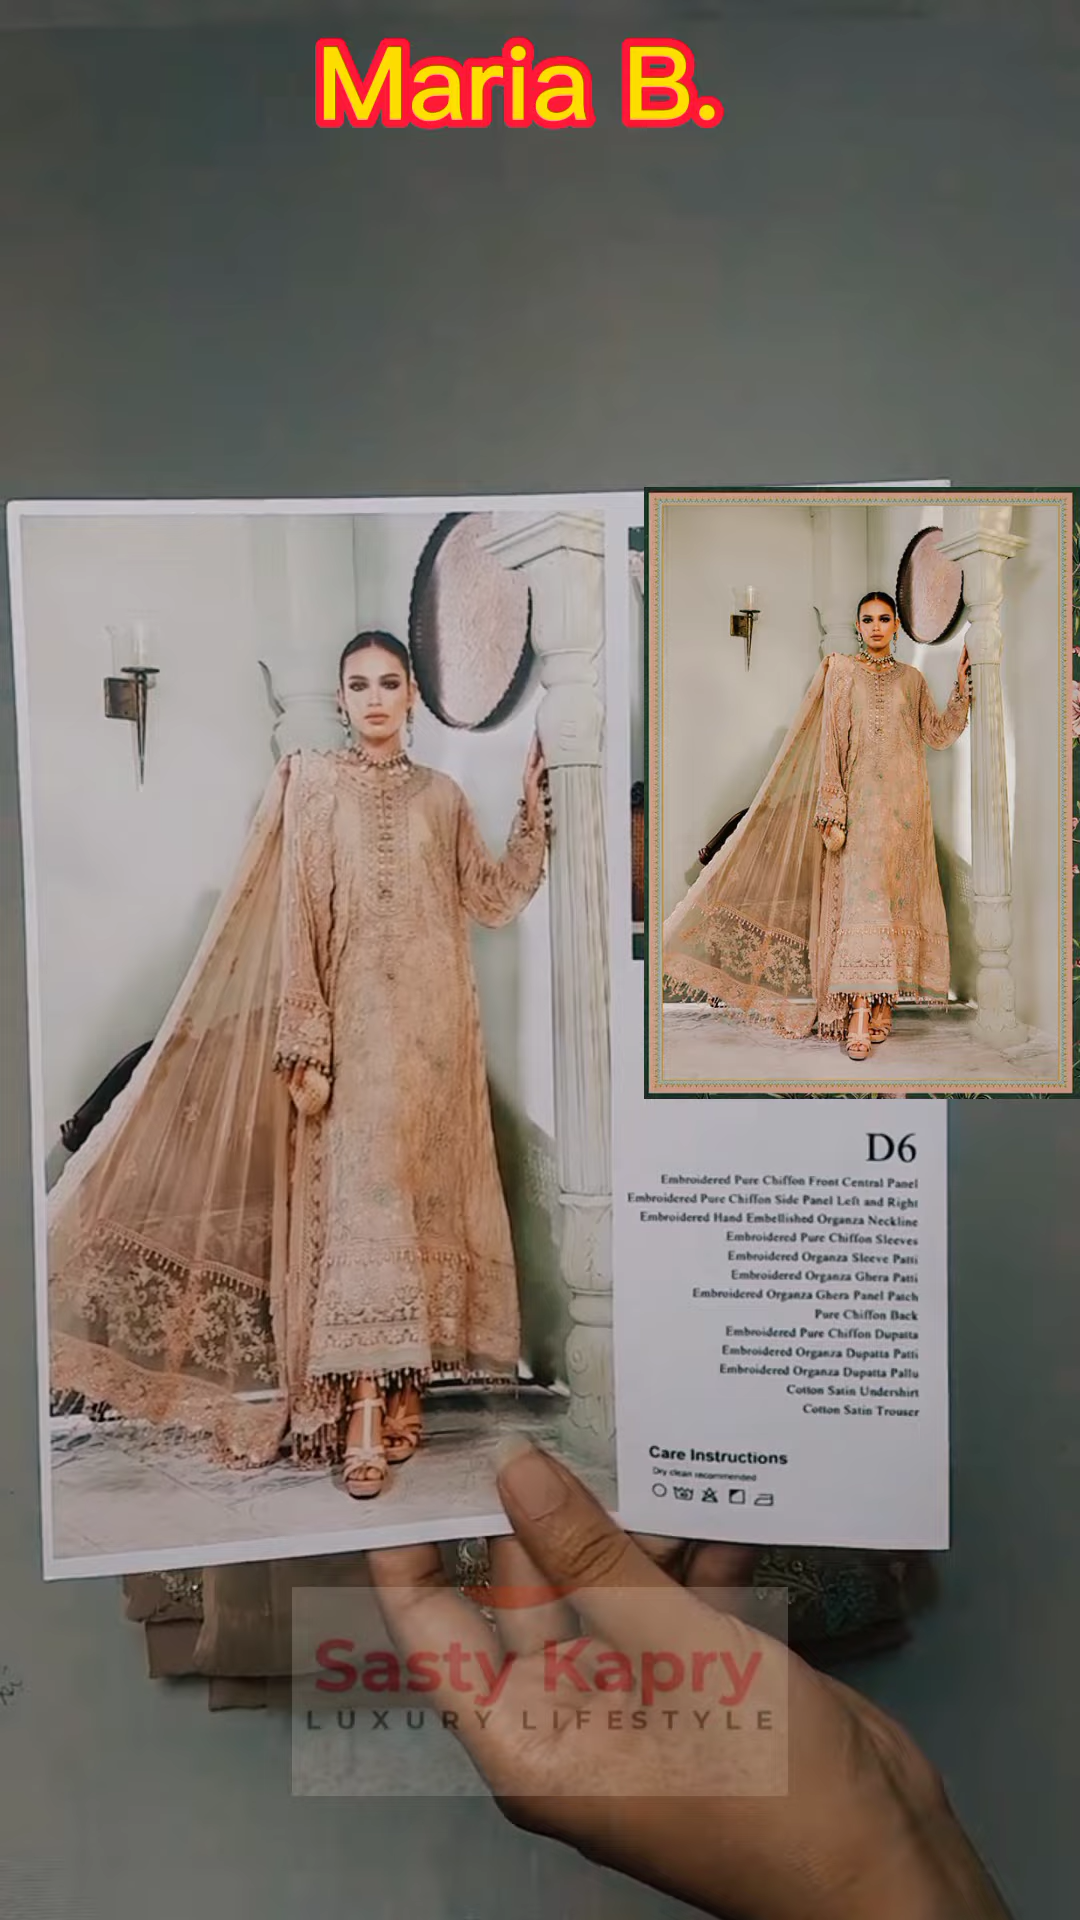 Maria B.
D6
Embroidered Pure Chiffon Front Central Panel
Embroidered Pure Chiffon Side Panel Left and Right
Embroidered Hand Embellished Organza Neckline
Embroidered Pure Chiffon Sleeves
Embroidered Organza Sleeve Patti
Embroidered Organza Ghera Patti
Embroidered Organza Ghera Panel Patch
Pure Chiffon Back
Embroidered Pure Chiffon Dupatta
Embroidered Organza Dupatta Patti
Embroidered Organza Dupatta Pallu
Cotton Satin Undershirt
Cotton Satin Trouser
Care Instructions
Dry clean recommended
Sasty Kapry
LUXURY LIFESTYLE